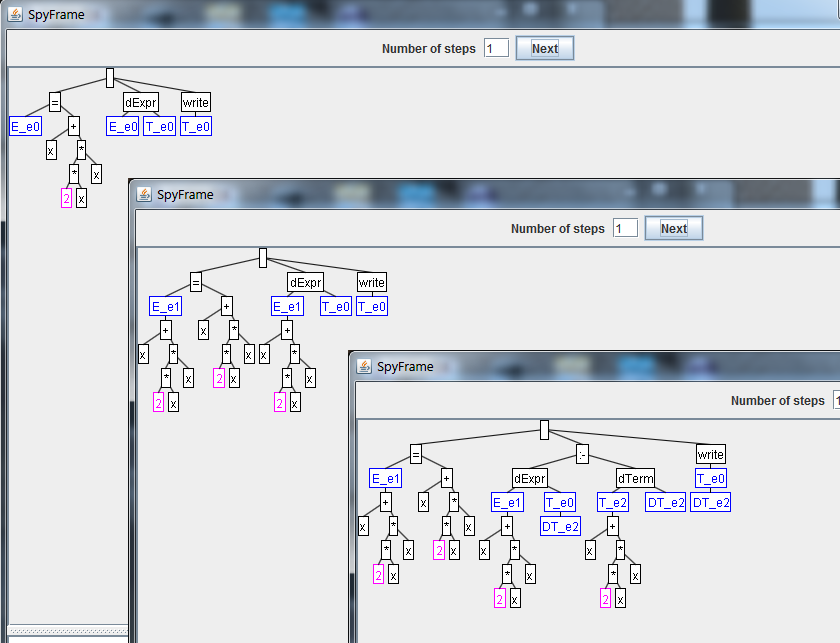 SpyFrame
Number of steps 1 Next
= dExpr write
E_e0 + E_e0 T_e0 T_e0
x *
* x
2 x
SpyFrame
Number of steps 1 Next
= dExpr write
E_e1 + E_e1 T_e0 T_e0
+ x * +
x * * x x *
* x 2 x * x
2 x 2 x
SpyFrame
Number of steps 1
= :- write
E_e1 + dExpr dTerm T_e0
+ x * E_e1 T_e0 T_e2 DT_e2 DT_e2
x * * x + DT_e2 +
* x 2 x x * x *
2 x * x * x
2 x 2 x